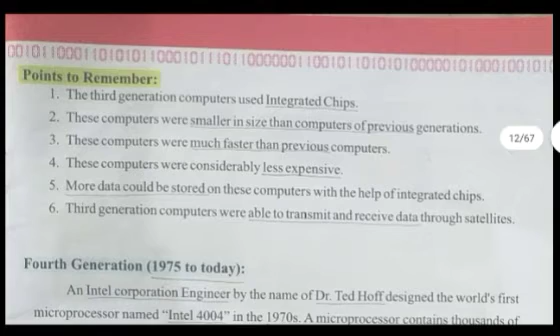 0010110001101010110001011101100000011001011010101000001010001001010
Points to Remember:
1. The third generation computers used Integrated Chips.
2. These computers were smaller in size than computers of previous generations.
3. These computers were much faster than previous computers.
12/67
4. These computers were considerably less expensive.
5. More data could be stored on these computers with the help of integrated chips.
6. Third generation computers were able to transmit and receive data through satellites.
Fourth Generation (1975 to today):
An Intel corporation Engineer by the name of Dr. Ted Hoff designed the world's first
microprocessor named “Intel 4004” in the 1970s. A microprocessor contains thousands of